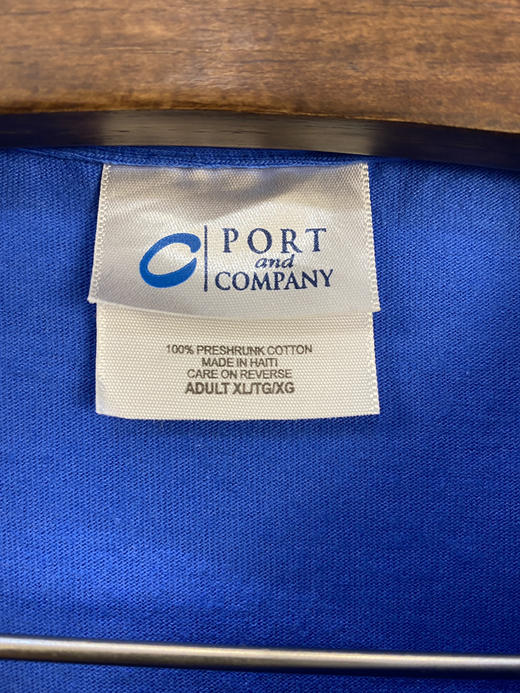 PORT
and
COMPANY
100% PRESHRUNK COTTON
MADE IN HAITI
CARE ON REVERSE
ADULT XL/TG/XG